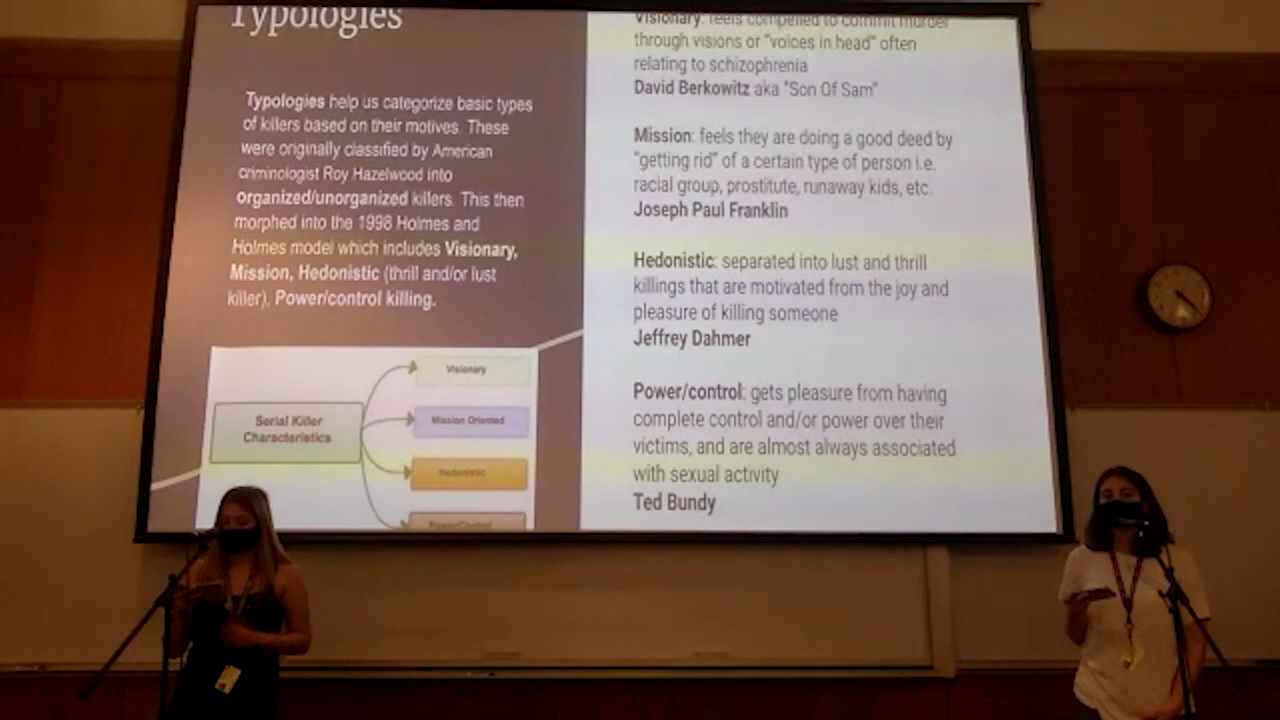 Typologies
Typologies help us categorize basic types
of killers based on their motives. These
were originally classified by American
criminologist Roy Hazelwood into
organized/unorganized killers. This then
morphed into the 1998 Holmes and
Holmes model which includes Visionary,
Mission, Hedonistic (thrill and/or lust
killer), Power/control killing.
Serial Killer
Characteristics
Visionary
Mission Oriented
Hedonistic
Power/Control
Visionary: feels compelled to commit murder
through visions or "voices in head" often
relating to schizophrenia
David Berkowitz aka "Son Of Sam"
Mission: feels they are doing a good deed by
"getting rid" of a certain type of person i.e.
racial group, prostitute, runaway kids, etc.
Joseph Paul Franklin
Hedonistic: separated into lust and thrill
killings that are motivated from the joy and
pleasure of killing someone
Jeffrey Dahmer
Power/control: gets pleasure from having
complete control and/or power over their
victims, and are almost always associated
with sexual activity
Ted Bundy